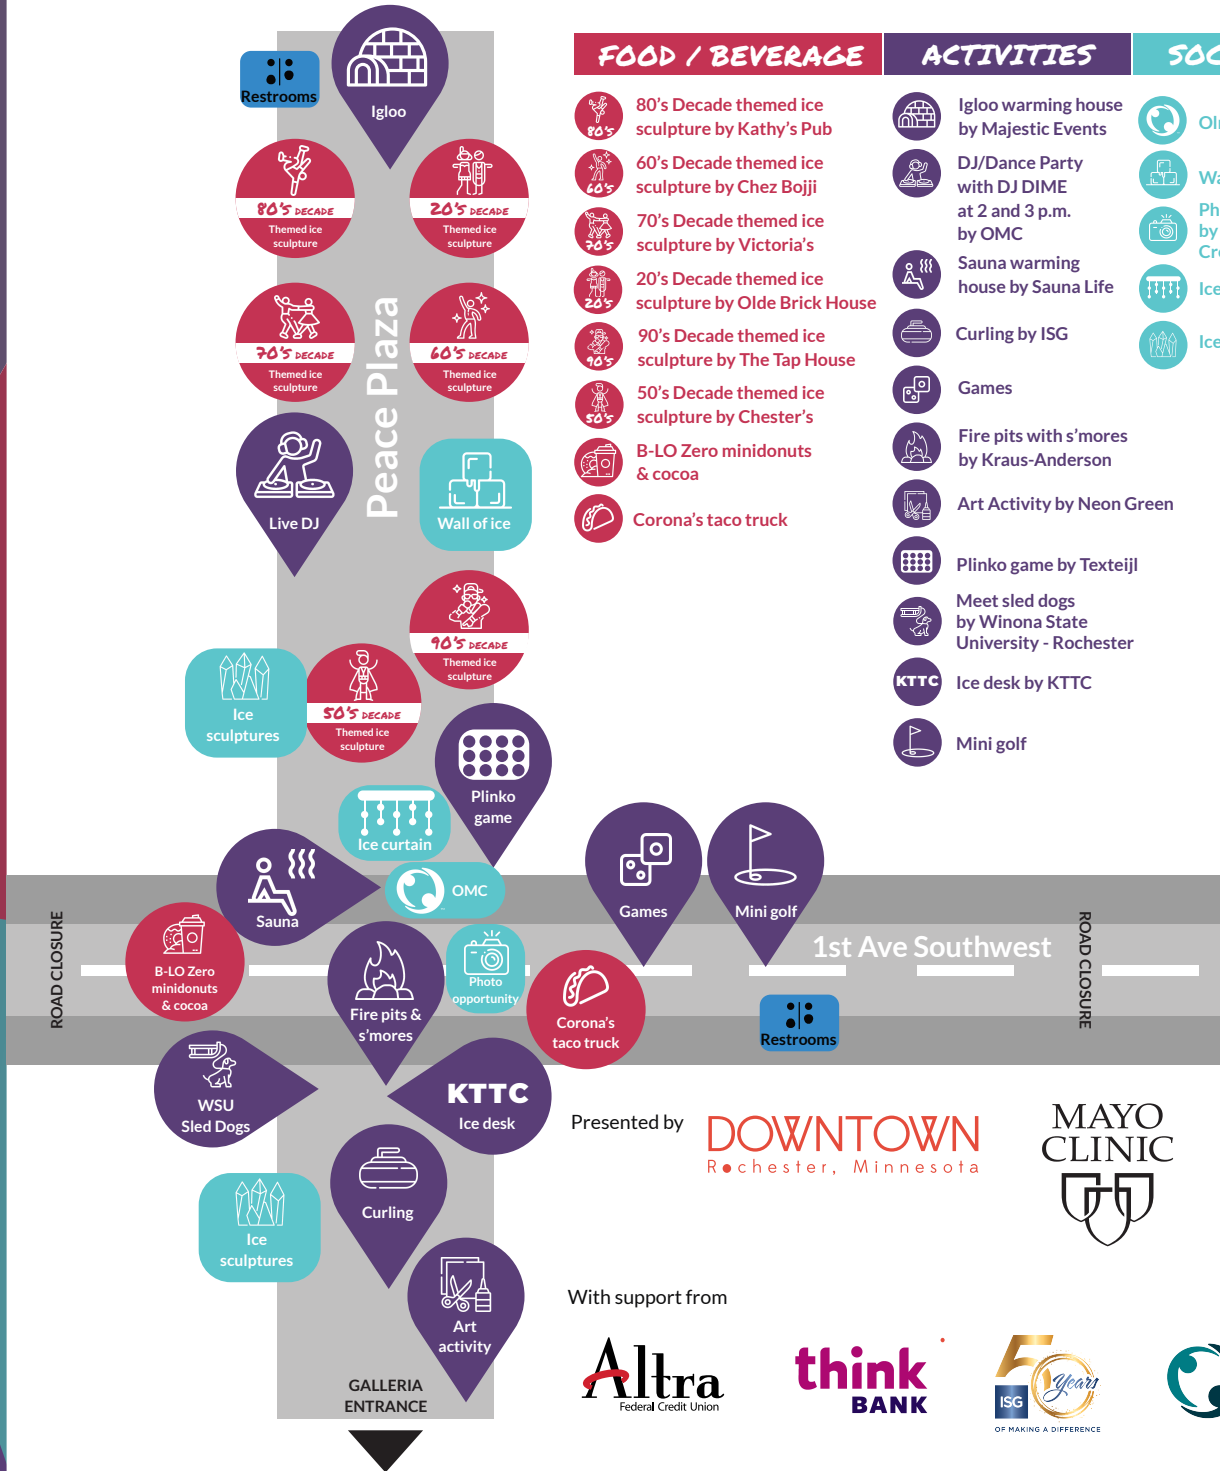 Restrooms
Igloo
80'S DECADE
Themed ice
sculpture
20'S DECADE
Themed ice
sculpture
70'S DECADE
Themed ice
sculpture
60'S DECADE
Themed ice
sculpture
Peace Plaza
Live DJ
Wall of ice
90'S DECADE
Themed ice
sculpture
Ice
sculptures
50'S DECADE
Themed ice
sculpture
Plinko
game
Ice curtain
OMC
Sauna
Games
Mini golf
ROAD CLOSURE
B-LO Zero
minidonuts
& cocoa
Fire pits &
s'mores
Photo
opportunity
Corona's
taco truck
1st Ave Southwest
Restrooms
ROAD CLOSURE
WSU
Sled Dogs
KTTC
Ice desk
Curling
Ice
sculptures
Art
activity
GALLERIA
ENTRANCE
FOOD / BEVERAGE
80's
80's Decade themed ice
sculpture by Kathy's Pub
60's
60's Decade themed ice
sculpture by Chez Bojji
70's
70's Decade themed ice
sculpture by Victoria's
20's
20's Decade themed ice
sculpture by Olde Brick House
90's
90's Decade themed ice
sculpture by The Tap House
50's
50's Decade themed ice
sculpture by Chester's
B-LO Zero minidonuts
& cocoa
Corona's taco truck
ACTIVITIES
Igloo warming house
by Majestic Events
DJ/Dance Party
with DJ DIME
at 2 and 3 p.m.
by OMC
Sauna warming
house by Sauna Life
Curling by ISG
Games
Fire pits with s'mores
by Kraus-Anderson
Art Activity by Neon Green
Plinko game by Texteijl
Meet sled dogs
by Winona State
University - Rochester
KTTC
Ice desk by KTTC
Mini golf
by
Ice
Ice
Presented by
DOWNTOWN
Rochester, Minnesota
MAYO
CLINIC
With support from
Altra
Federal Credit Union
think
BANK
50 Years
ISG
OF MAKING A DIFFERENCE